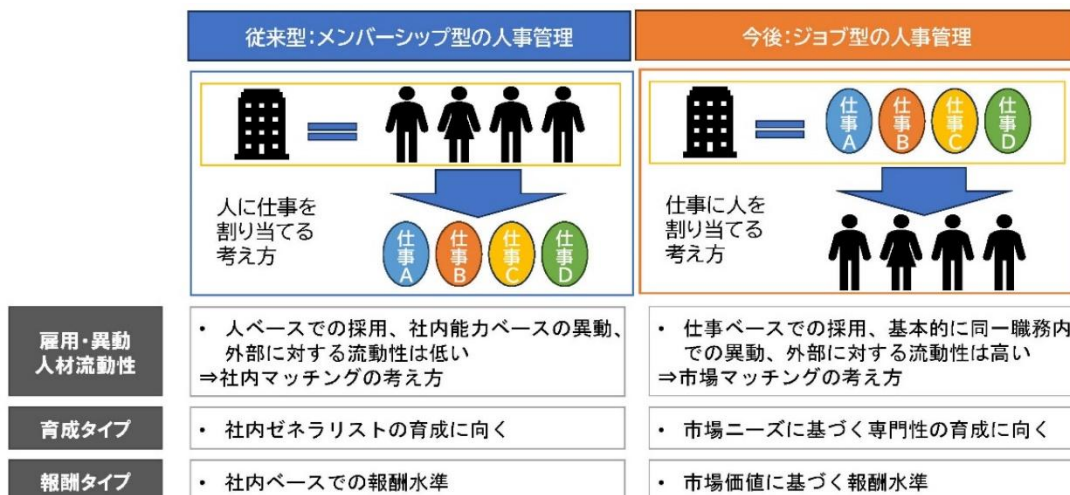 従来型：メンバーシップ型の人事管理
今後：ジョブ型の人事管理
人に仕事を
割り当てる
考え方
仕事A
仕事B
仕事C
仕事D
仕事A
仕事B
仕事C
仕事D
仕事に人を
割り当てる
考え方
雇用・異動
人材流動性
・ 人ベースでの採用、社内能力ベースの異動、
外部に対する流動性は低い
⇒社内マッチングの考え方
・ 仕事ベースでの採用、基本的に同一職務内
での異動、外部に対する流動性は高い
⇒市場マッチングの考え方
育成タイプ
・ 社内ゼネラリストの育成に向く
・ 市場ニーズに基づく専門性の育成に向く
報酬タイプ
・ 社内ベースでの報酬水準
・ 市場価値に基づく報酬水準